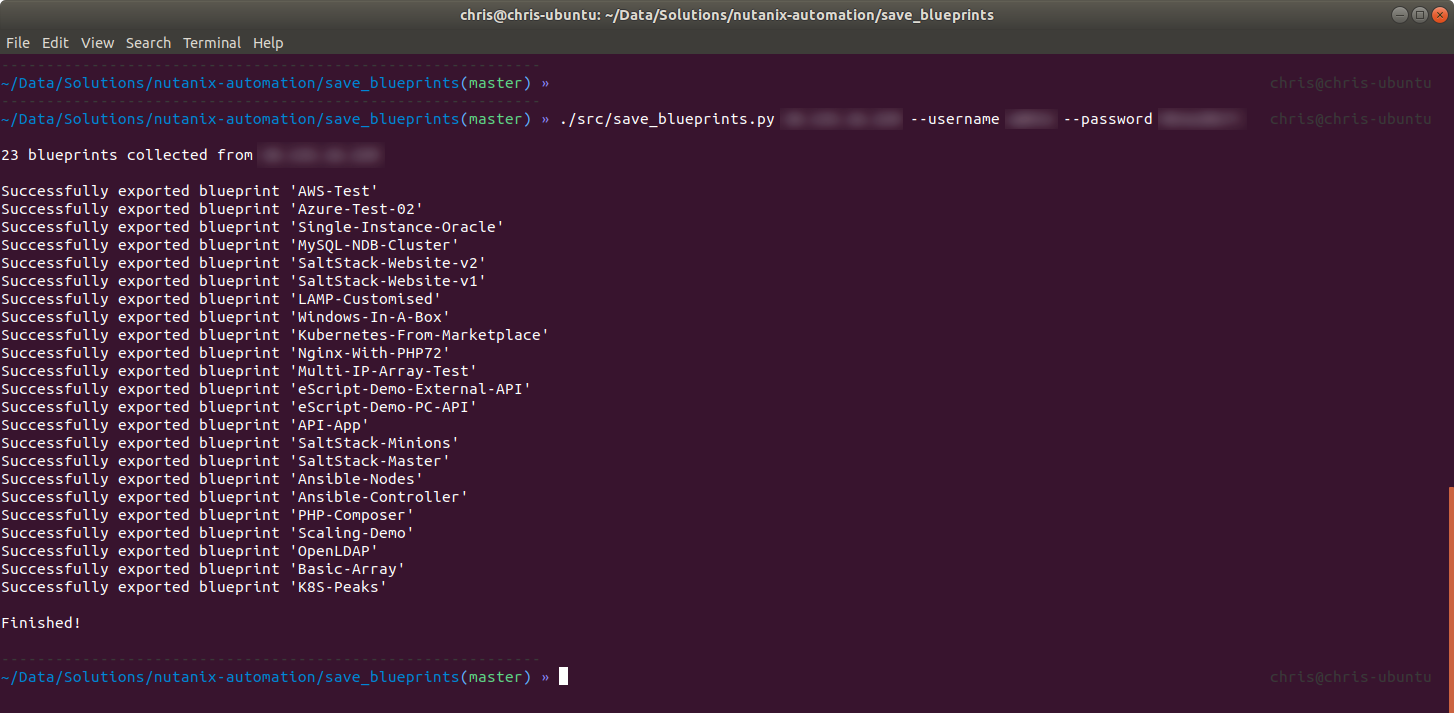 chris@chris-ubuntu: ~/Data/Solutions/nutanix-automation/save_blueprints
File Edit View Search Terminal Help
------------------------------------------------------------
~/Data/Solutions/nutanix-automation/save_blueprints(master) » chris@chris-ubuntu
------------------------------------------------------------
~/Data/Solutions/nutanix-automation/save_blueprints(master) » ./src/save_blueprints.py --username --password chris@chris-ubuntu
23 blueprints collected from
Successfully exported blueprint 'AWS-Test'
Successfully exported blueprint 'Azure-Test-02'
Successfully exported blueprint 'Single-Instance-Oracle'
Successfully exported blueprint 'MySQL-NDB-Cluster'
Successfully exported blueprint 'SaltStack-Website-v2'
Successfully exported blueprint 'SaltStack-Website-v1'
Successfully exported blueprint 'LAMP-Customised'
Successfully exported blueprint 'Windows-In-A-Box'
Successfully exported blueprint 'Kubernetes-From-Marketplace'
Successfully exported blueprint 'Nginx-With-PHP72'
Successfully exported blueprint 'Multi-IP-Array-Test'
Successfully exported blueprint 'eScript-Demo-External-API'
Successfully exported blueprint 'eScript-Demo-PC-API'
Successfully exported blueprint 'API-App'
Successfully exported blueprint 'SaltStack-Minions'
Successfully exported blueprint 'SaltStack-Master'
Successfully exported blueprint 'Ansible-Nodes'
Successfully exported blueprint 'Ansible-Controller'
Successfully exported blueprint 'PHP-Composer'
Successfully exported blueprint 'Scaling-Demo'
Successfully exported blueprint 'OpenLDAP'
Successfully exported blueprint 'Basic-Array'
Successfully exported blueprint 'K8S-Peaks'
Finished!
------------------------------------------------------------
~/Data/Solutions/nutanix-automation/save_blueprints(master) » chris@chris-ubuntu